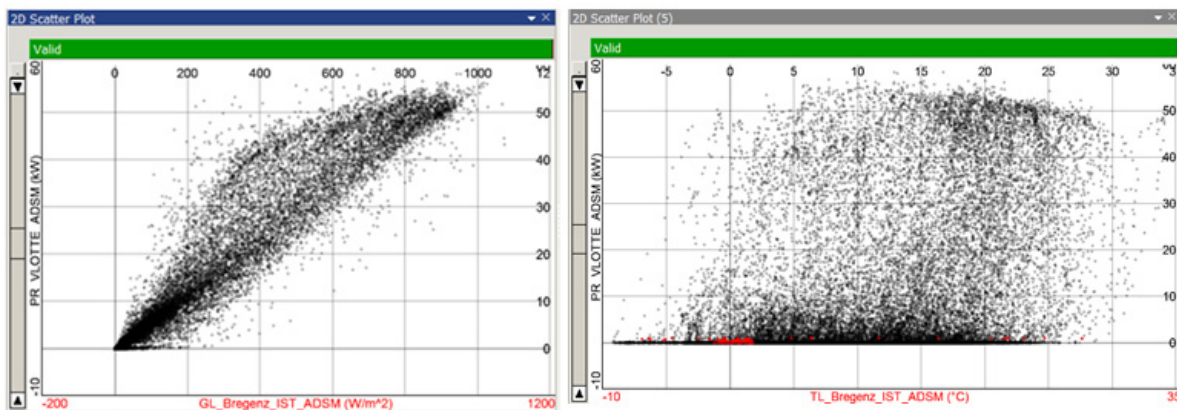 2D Scatter Plot
Valid
60
0 200 400 600 800 1000 12
50
40
30
20
10
0
-10
PR_VLOTTE_ADSM (kW)
-200 GL_Bregenz_IST_ADSM (W/m^2) 1200
2D Scatter Plot (5)
Valid
60
-5 0 5 10 15 20 25 30
50
40
30
20
10
0
-10
PR_VLOTTE_ADSM (kW)
-10 TL_Bregenz_IST_ADSM (°C) 35